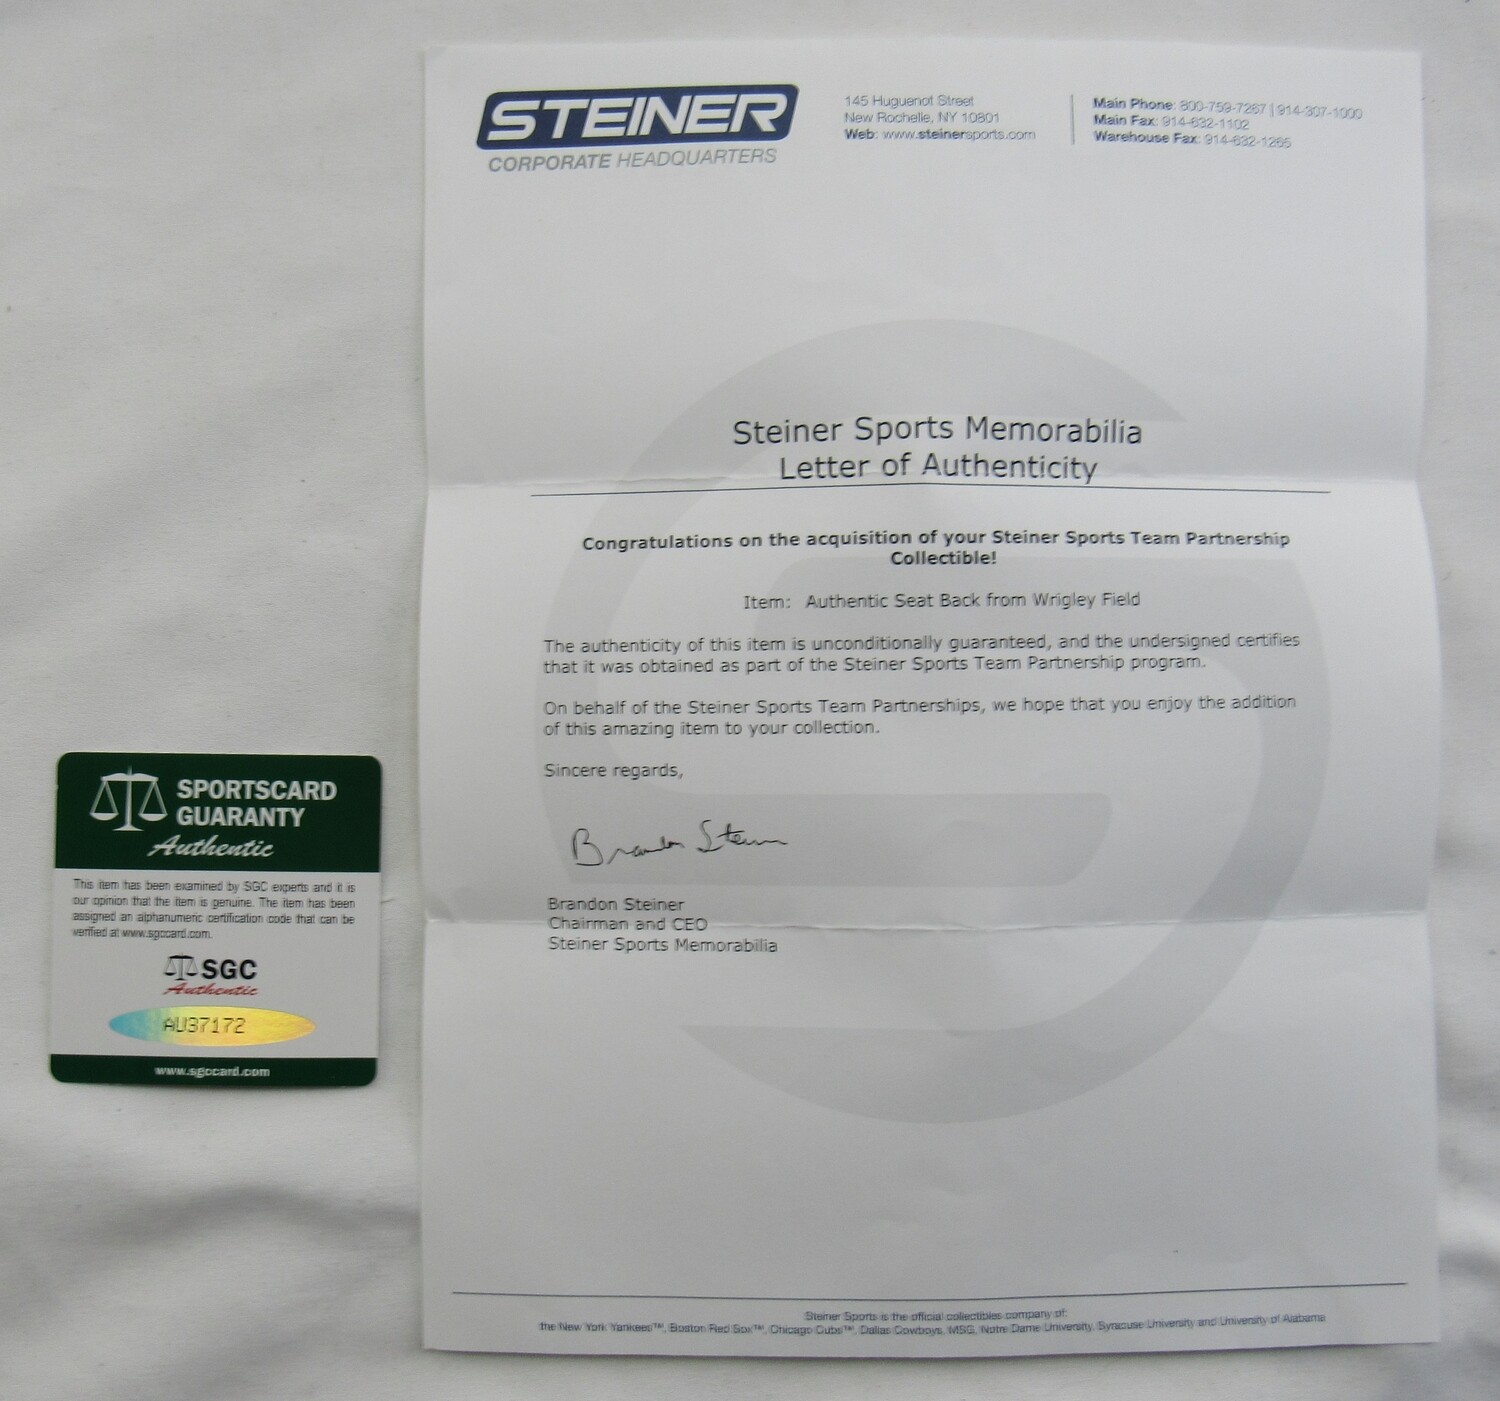 STEINER
CORPORATE HEADQUARTERS
145 Huguenot Street
New Rochelle, NY 10801
Web: www.steinersports.com
Main Phone: 800-759-7267 | 914-307-1000
Main Fax: 914-632-1102
Warehouse Fax: 914-632-1265
Steiner Sports Memorabilia
Letter of Authenticity
Congratulations on the acquisition of your Steiner Sports Team Partnership
Collectible!
Item: Authentic Seat Back from Wrigley Field
The authenticity of this item is unconditionally guaranteed, and the undersigned certifies
that it was obtained as part of the Steiner Sports Team Partnership program.
On behalf of the Steiner Sports Team Partnerships, we hope that you enjoy the addition
of this amazing item to your collection.
Sincere regards,
Brandon Steiner
Brandon Steiner
Chairman and CEO
Steiner Sports Memorabilia
Steiner Sports is the official collectibles company of:
the New York Yankees™, Boston Red Sox™, Chicago Cubs™, Dallas Cowboys, MSG, Notre Dame University, Syracuse University and University of Alabama
SPORTSCARD
GUARANTY
Authentic
This item has been examined by SGC experts and it is
our opinion that the item is genuine. The item has been
assigned an alphanumeric certification code that can be
verified at www.sgccard.com.
SGC
Authentic
AU37172
www.sgccard.com